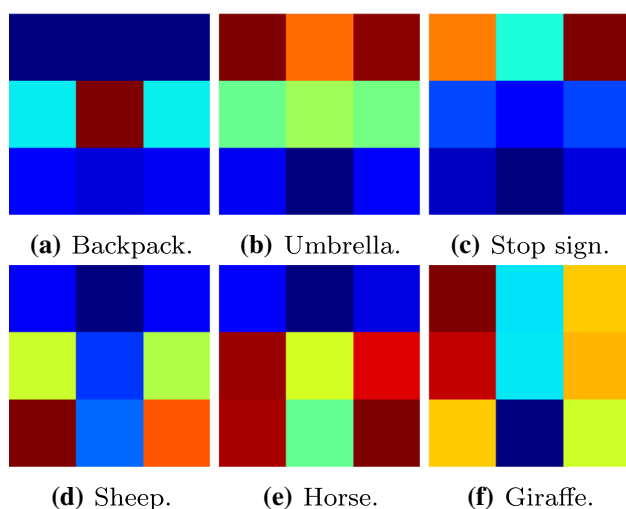 (a) Backpack. (b) Umbrella. (c) Stop sign.
(d) Sheep. (e) Horse. (f) Giraffe.